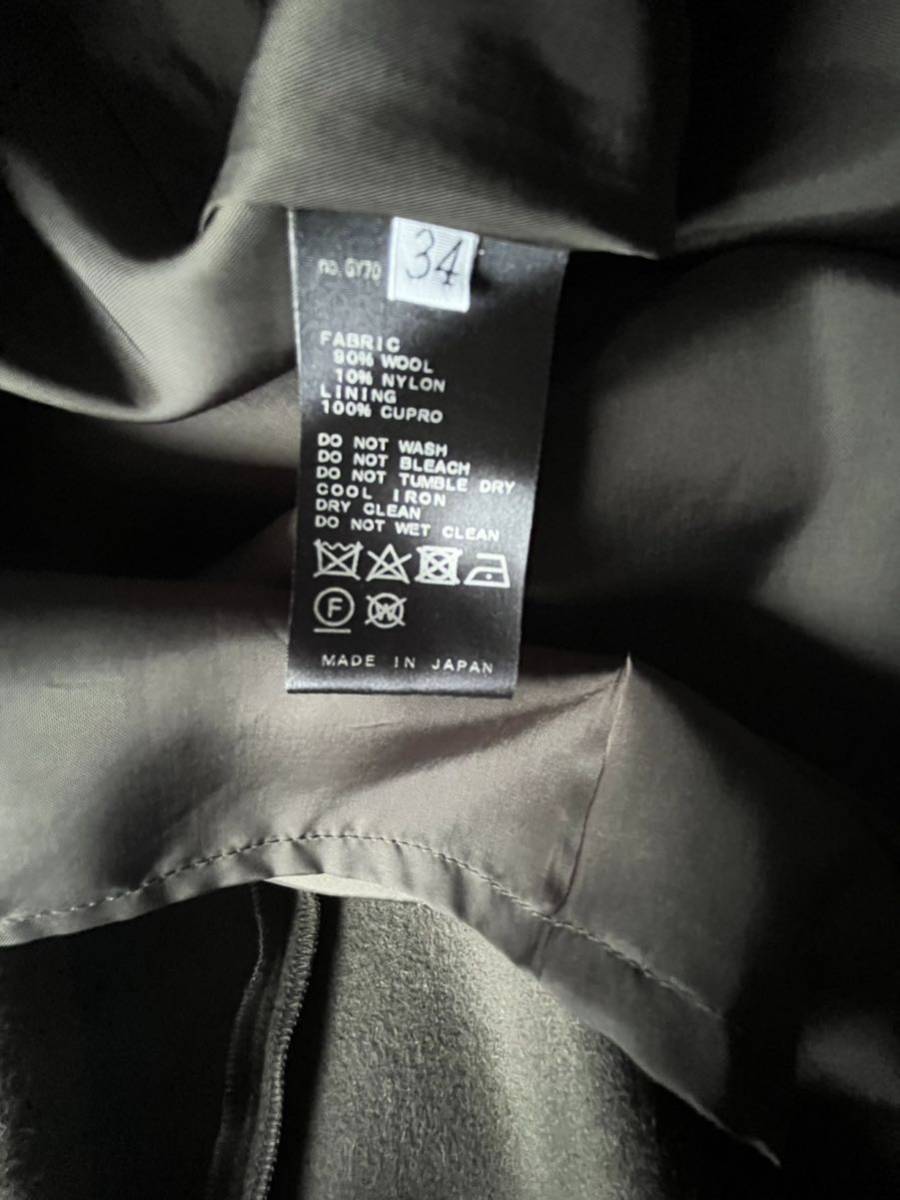 no. GY70
34
FABRIC
90% WOOL
10% NYLON
LINING
100% CUPRO
DO NOT WASH
DO NOT BLEACH
DO NOT TUMBLE DRY
COOL IRON
DRY CLEAN
DO NOT WET CLEAN
F W
MADE IN JAPAN